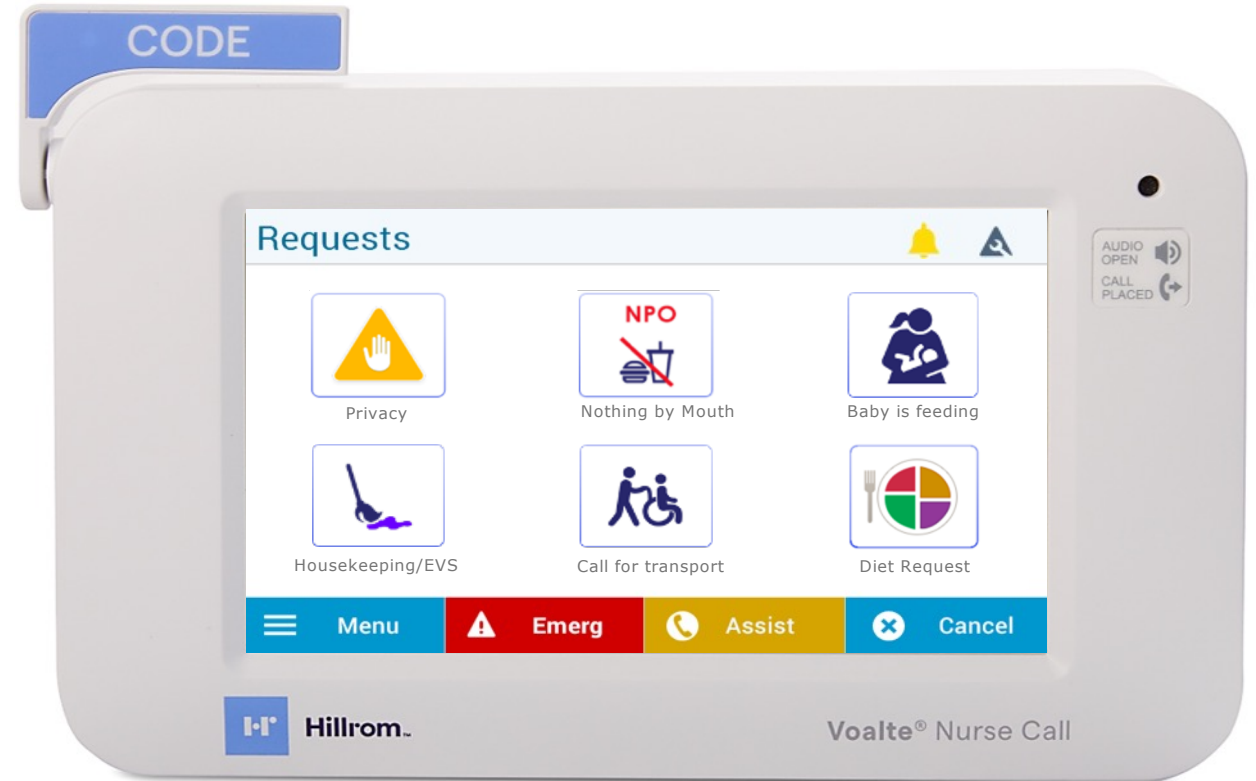 CODE
Requests
AUDIO
OPEN
CALL
PLACED
NPO
Privacy
Nothing by Mouth
Baby is feeding
Housekeeping/EVS
Call for transport
Diet Request
Menu
Emerg
Assist
Cancel
Hillrom™
Voalte® Nurse Call